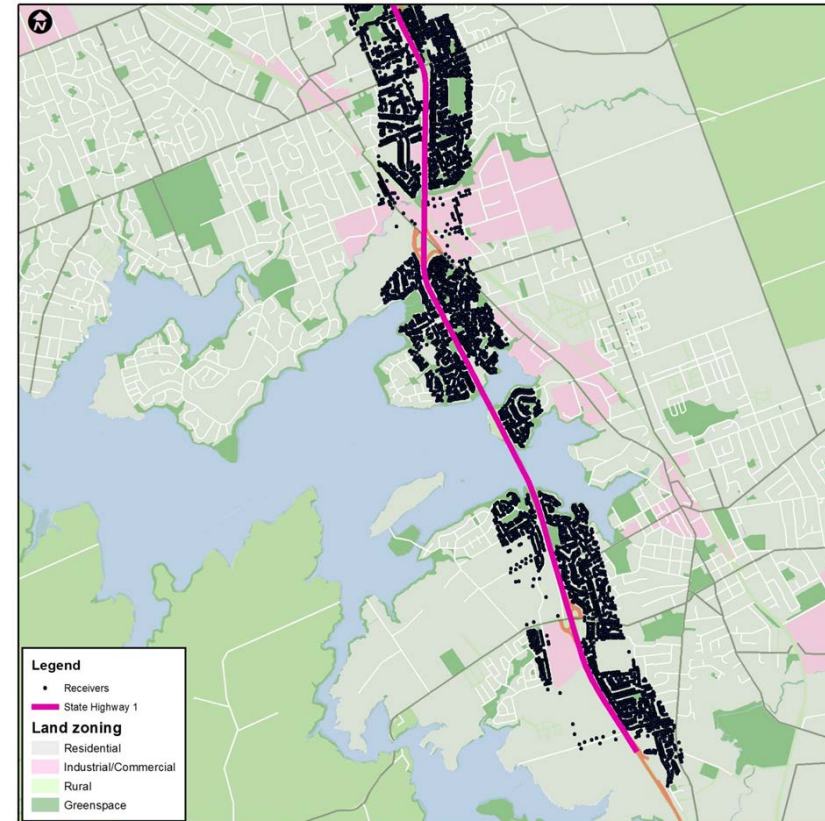 N
Legend
Receivers
State Highway 1
Land zoning
Residential
Industrial/Commercial
Rural
Greenspace